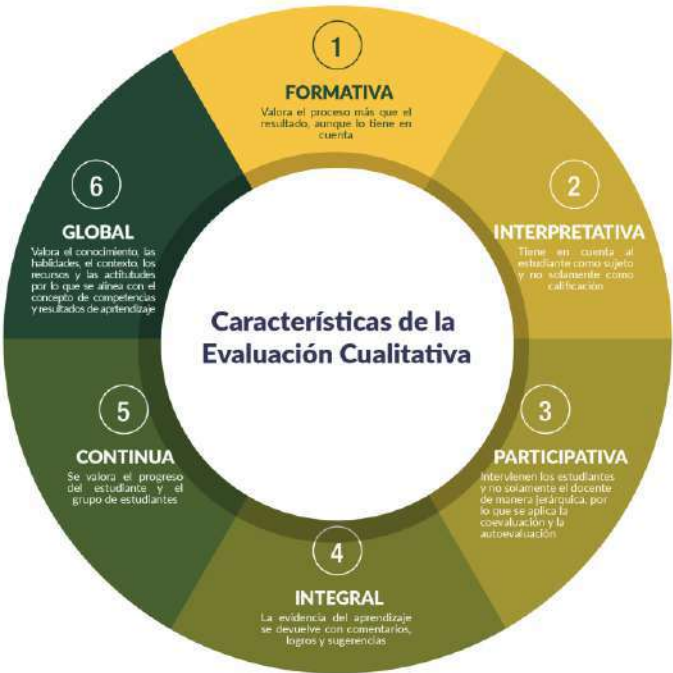 1
FORMATIVA
Valora el proceso más que el
resultado, aunque lo tiene en
cuenta
2
INTERPRETATIVA
Tiene en cuenta al
estudiante como sujeto
y no solamente como
calificación
3
PARTICIPATIVA
Intervienen los estudiantes
y no solamente el docente
de manera jerárquica, por
lo que se aplica la
coevaluación y la
autoevaluación
4
INTEGRAL
La evidencia del aprendizaje
se devuelve con comentarios,
logros y sugerencias
5
CONTINUA
Se valora el progreso
del estudiante y el
grupo de estudiantes
6
GLOBAL
Valora el conocimiento, las
habilidades, el contexto, los
recursos y las actitutudes
por lo que se alinea con el
concepto de competencias
y resultados de aprtendizaje
Características de la
Evaluación Cualitativa